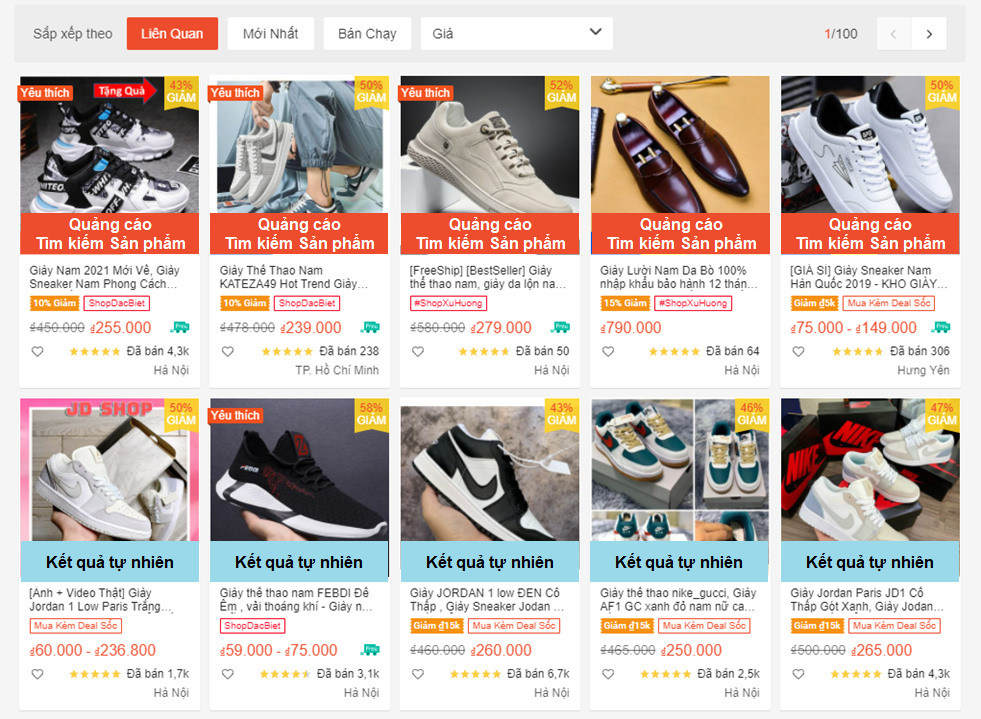 Sắp xếp theo
Liên Quan
Mới Nhất
Bán Chạy
Giá
1/100
Yêu thích
Tặng Quà
43%
GIẢM
Quảng cáo
Tìm kiếm Sản phẩm
Giày Nam 2021 Mới Về, Giày
Sneaker Nam Phong Cách...
10% Giảm
ShopDacBiet
₫450.000 ₫255.000
Đã bán 4,3k
Hà Nội
Yêu thích
50%
GIẢM
Quảng cáo
Tìm kiếm Sản phẩm
Giày Thể Thao Nam
KATEZA49 Hot Trend Giày...
10% Giảm
ShopDacBiet
₫478.000 ₫239.000
Đã bán 238
TP. Hồ Chí Minh
Yêu thích
52%
GIẢM
Quảng cáo
Tìm kiếm Sản phẩm
[FreeShip] [BestSeller] Giày
thể thao nam, giày da lộn na...
#ShopXuHuong
₫580.000 ₫279.000
Đã bán 50
Hà Nội
Quảng cáo
Tìm kiếm Sản phẩm
Giày Lười Nam Da Bò 100%
nhập khẩu bảo hành 12 thán...
15% Giảm
#ShopXuHuong
₫790.000
Đã bán 64
Hà Nội
50%
GIẢM
Quảng cáo
Tìm kiếm Sản phẩm
[GIÁ SỈ] Giày Sneaker Nam
Hàn Quốc 2019 - KHO GIÀY...
Giảm ₫5k
Mua Kèm Deal Sốc
₫75.000 - ₫149.000
Đã bán 306
Hưng Yên
JD SHOP
50%
GIẢM
Kết quả tự nhiên
[Ảnh + Video Thật] Giày
Jordan 1 Low Paris Trắng...
Mua Kèm Deal Sốc
₫60.000 - ₫236.800
Đã bán 1,7k
Hà Nội
Yêu thích
58%
GIẢM
Kết quả tự nhiên
Giày thể thao nam FEBDI Đế
Êm , vải thoáng khí - Giày n...
ShopDacBiet
₫59.000 - ₫75.000
Đã bán 3,1k
Hà Nội
43%
GIẢM
Kết quả tự nhiên
Giày JORDAN 1 low ĐEN Cổ
Thấp , Giày Sneaker Jodan ...
Giảm ₫15k
Mua Kèm Deal Sốc
₫460.000 ₫260.000
Đã bán 6,7k
Hà Nội
46%
GIẢM
Kết quả tự nhiên
Giày thể thao nike_gucci, Giày
AF1 GC xanh đỏ nam nữ ca...
Giảm ₫15k
Mua Kèm Deal Sốc
₫465.000 ₫250.000
Đã bán 2,5k
Hà Nội
NIKE
NIKE
47%
GIẢM
Kết quả tự nhiên
Giày Jordan Paris JD1 Cổ
Thấp Gót Xanh, Giày Jodan...
Giảm ₫15k
Mua Kèm Deal Sốc
₫500.000 ₫265.000
Đã bán 4,3k
Hà Nội